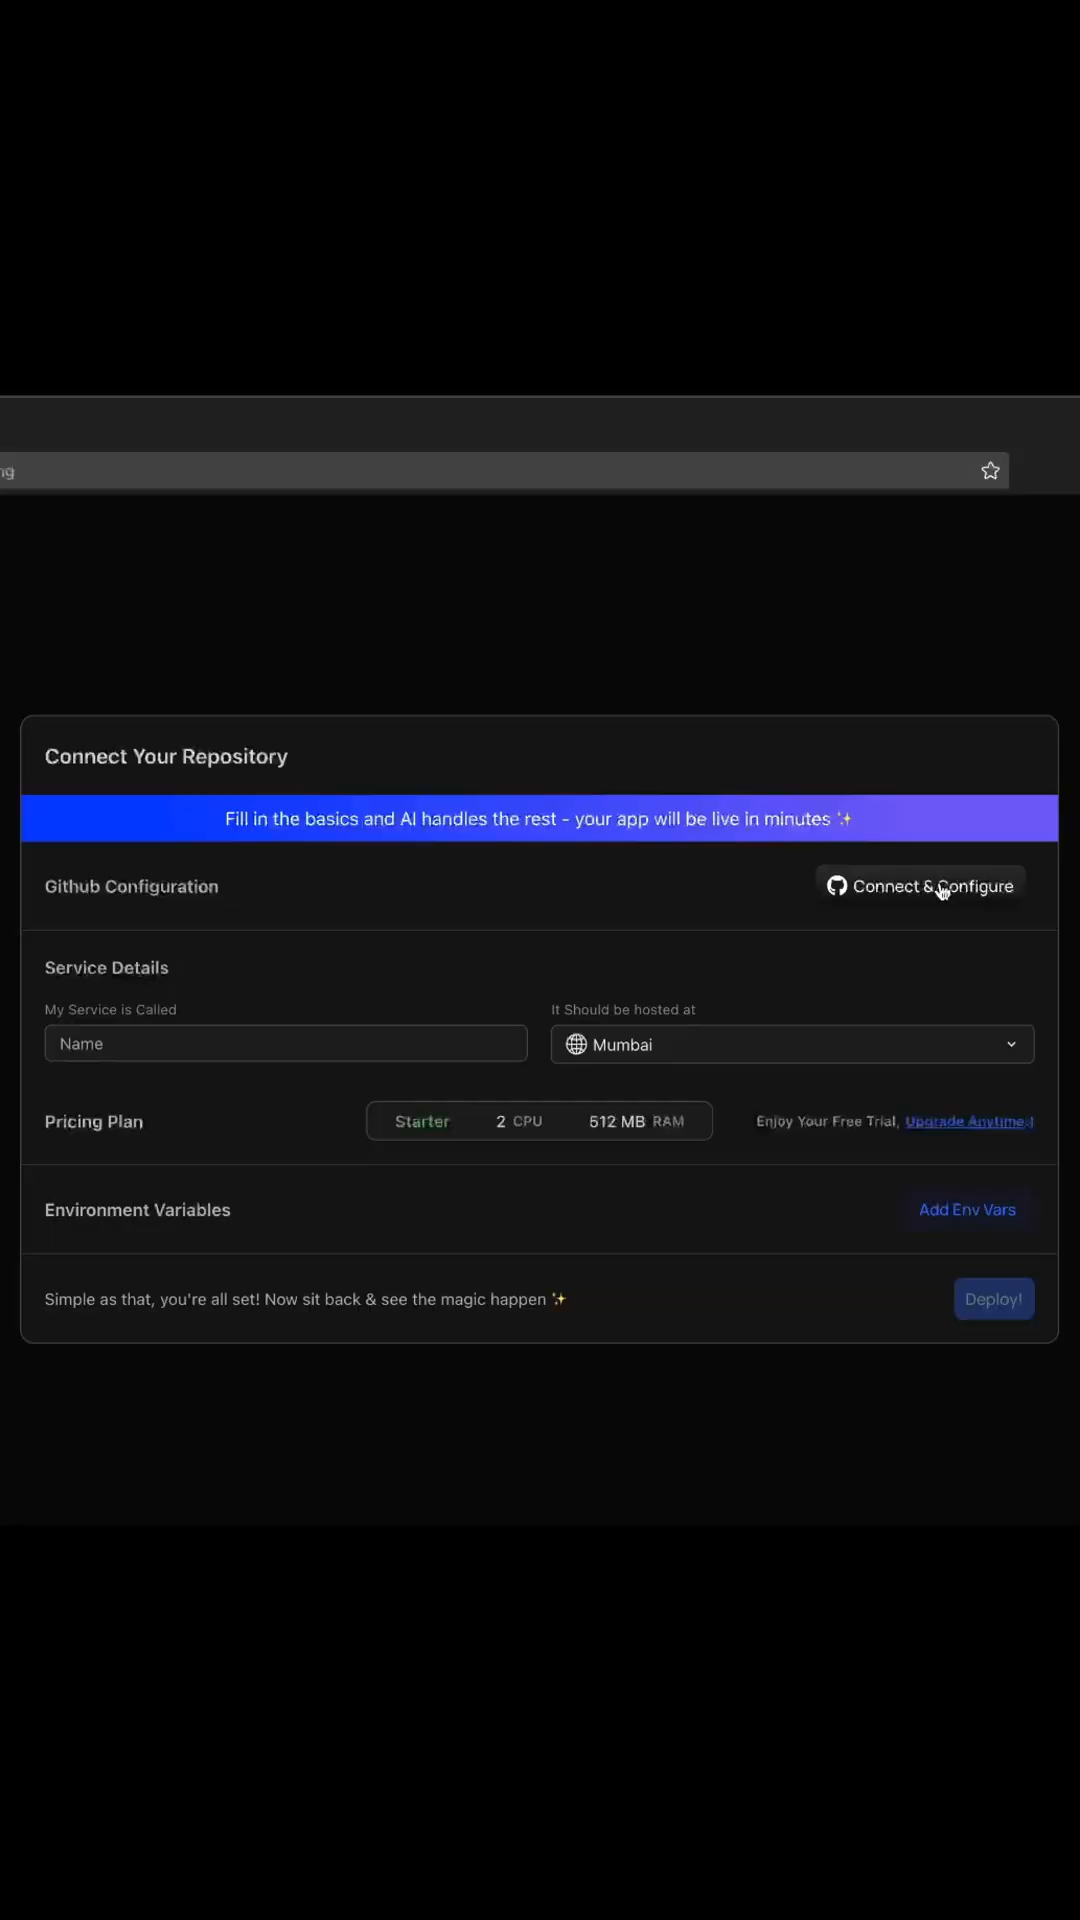 ng
Connect Your Repository
Fill in the basics and AI handles the rest - your app will be live in minutes ✨
Github Configuration
Connect & Configure
Service Details
My Service is Called
It Should be hosted at
Name
Mumbai
Pricing Plan
Starter 2 CPU 512 MB RAM
Enjoy Your Free Trial, Upgrade Anytime!
Environment Variables
Add Env Vars
Simple as that, you're all set! Now sit back & see the magic happen ✨
Deploy!